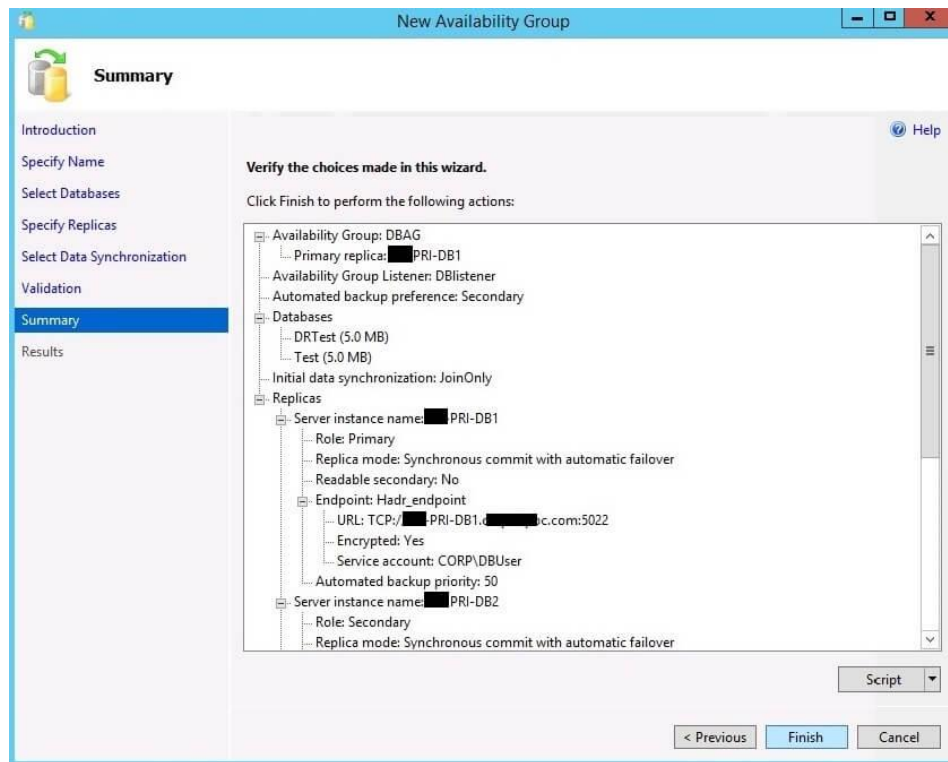 New Availability Group
Summary
Introduction
Specify Name
Select Databases
Specify Replicas
Select Data Synchronization
Validation
Summary
Results
Help
Verify the choices made in this wizard.
Click Finish to perform the following actions:
Availability Group: DBAG
Primary replica: PRI-DB1
Availability Group Listener: DBlistener
Automated backup preference: Secondary
Databases
DRTest (5.0 MB)
Test (5.0 MB)
Initial data synchronization: JoinOnly
Replicas
Server instance name: -PRI-DB1
Role: Primary
Replica mode: Synchronous commit with automatic failover
Readable secondary: No
Endpoint: Hadr_endpoint
URL: TCP:/ -PRI-DB1. c.com:5022
Encrypted: Yes
Service account: CORP\DBUser
Automated backup priority: 50
Server instance name: PRI-DB2
Role: Secondary
Replica mode: Synchronous commit with automatic failover
Script
< Previous
Finish
Cancel